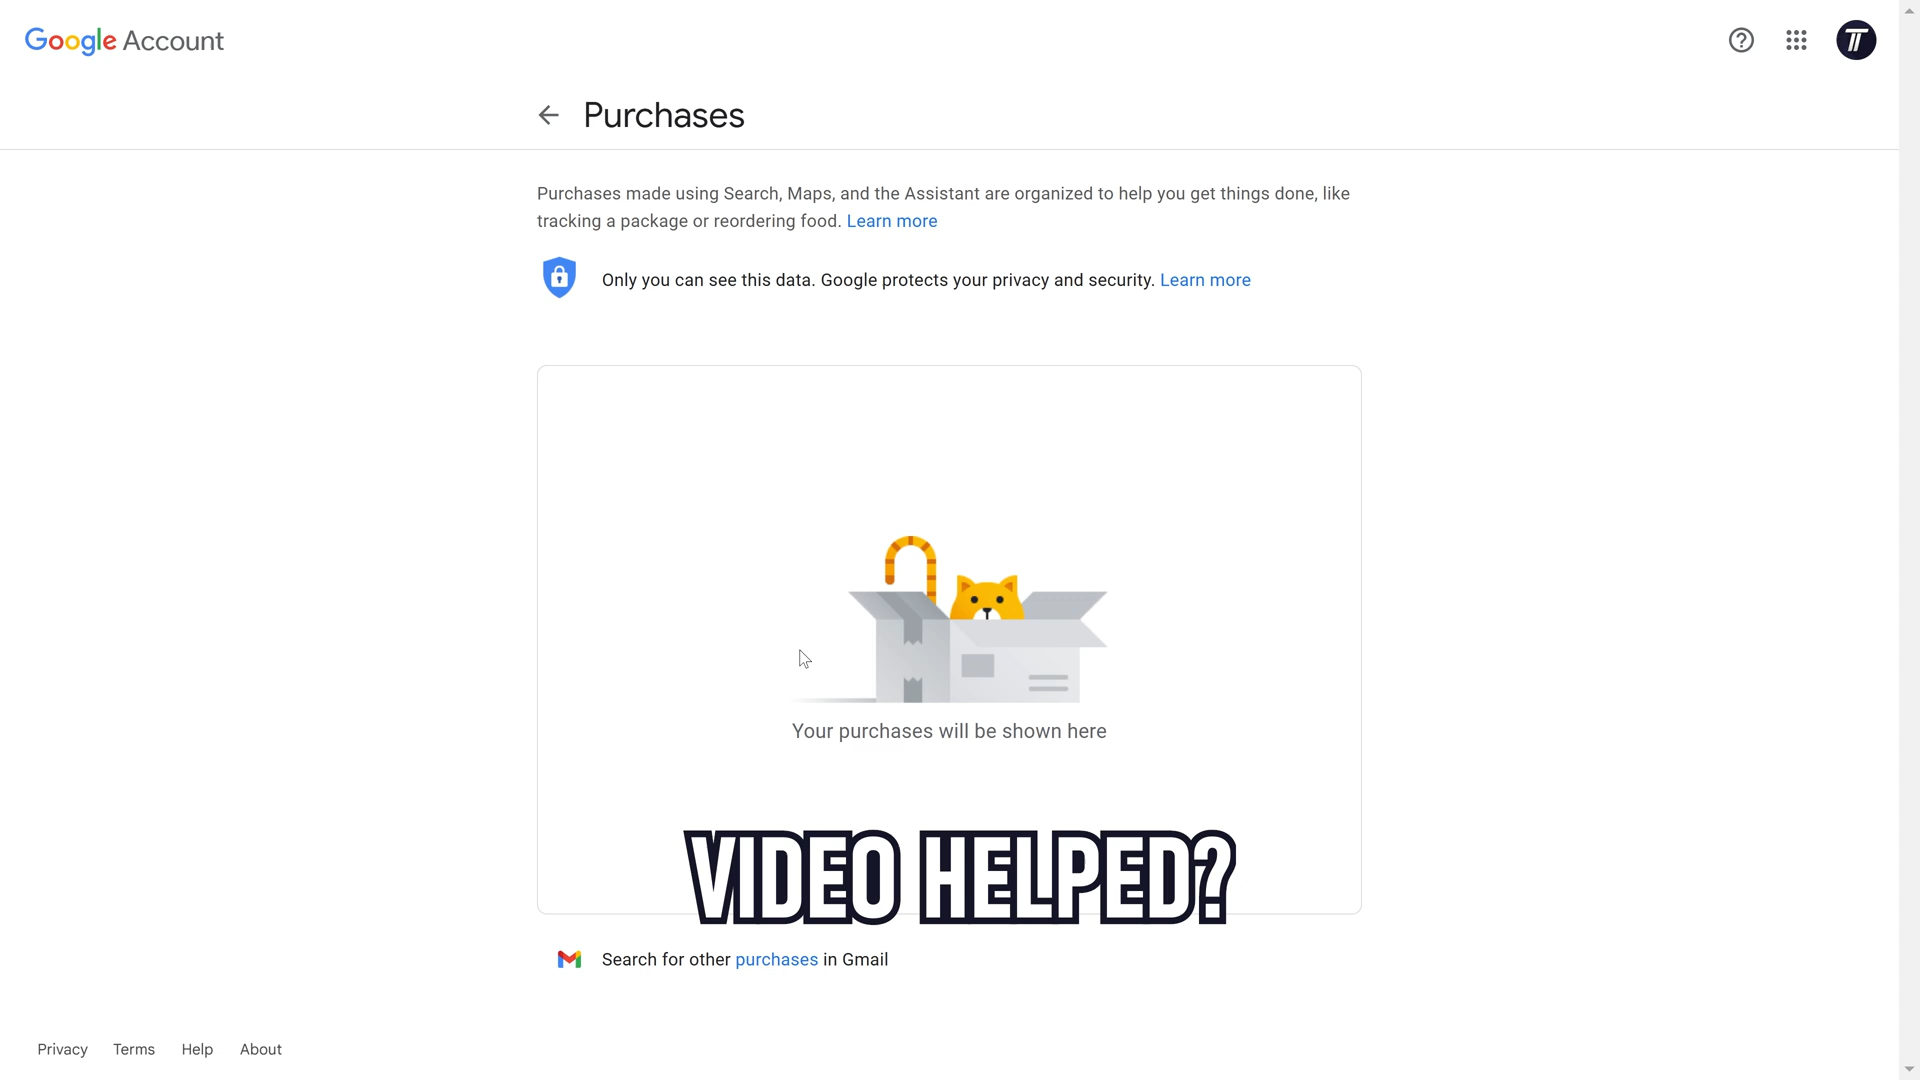 Google Account
Purchases
Purchases made using Search, Maps, and the Assistant are organized to help you get things done, like
tracking a package or reordering food. Learn more
Only you can see this data. Google protects your privacy and security. Learn more
Your purchases will be shown here
VIDEO HELPED?
Search for other purchases in Gmail
Privacy Terms Help About